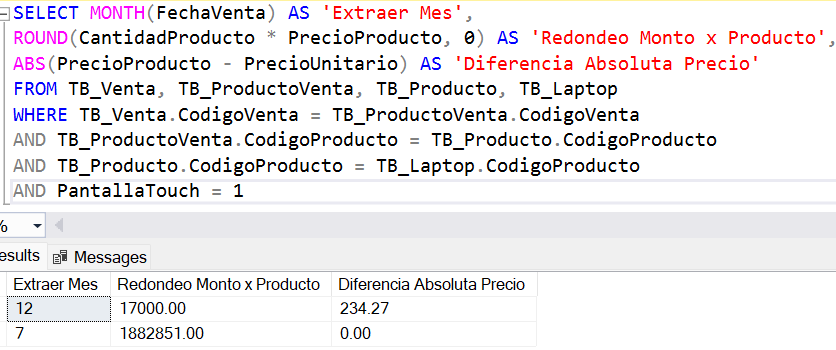 SELECT MONTH(FechaVenta) AS 'Extraer Mes',
ROUND(CantidadProducto * PrecioProducto, 0) AS 'Redondeo Monto x Producto',
ABS(PrecioProducto - PrecioUnitario) AS 'Diferencia Absoluta Precio'
FROM TB_Venta, TB_ProductoVenta, TB_Producto, TB_Laptop
WHERE TB_Venta.CodigoVenta = TB_ProductoVenta.CodigoVenta
AND TB_ProductoVenta.CodigoProducto = TB_Producto.CodigoProducto
AND TB_Producto.CodigoProducto = TB_Laptop.CodigoProducto
AND PantallaTouch = 1
%
esults Messages
Extraer Mes Redondeo Monto x Producto Diferencia Absoluta Precio
12 17000.00 234.27
7 1882851.00 0.00